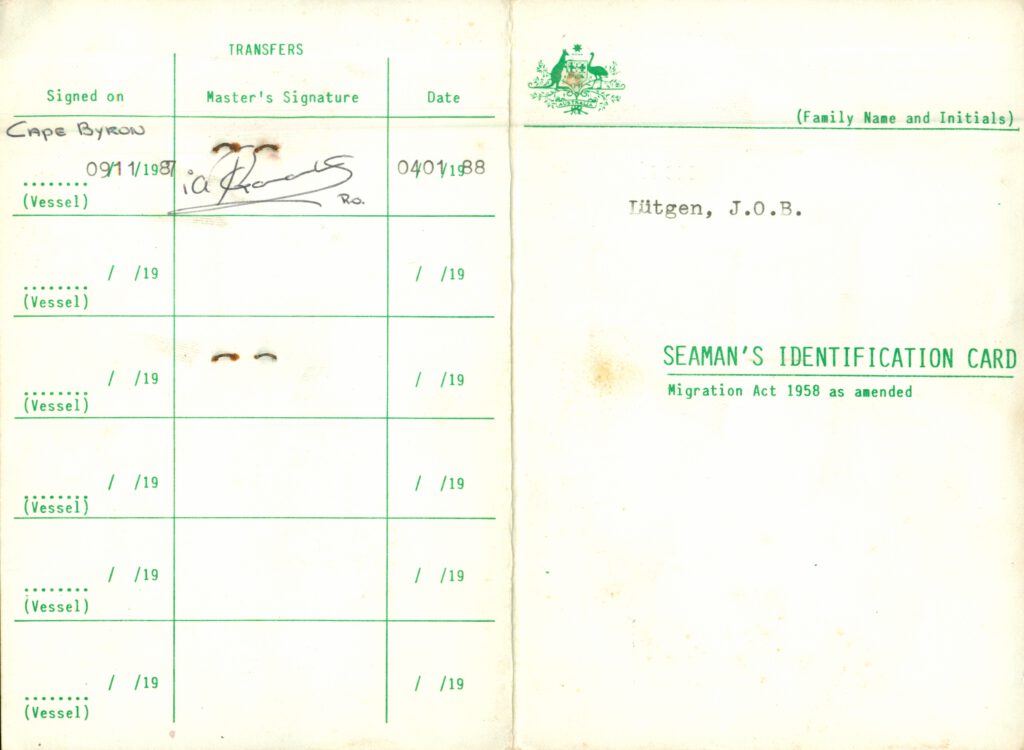 TRANSFERS
Signed on
Master's Signature
Date
CAPE BYRON
09/11/1987
04/01/1988
........
(Vessel)
Ro.
/ /19
/ /19
........
(Vessel)
/ /19
/ /19
........
(Vessel)
/ /19
/ /19
........
(Vessel)
/ /19
/ /19
........
(Vessel)
/ /19
/ /19
........
(Vessel)
AUSTRALIA
(Family Name and Initials)
Lütgen, J.O.B.
SEAMAN'S IDENTIFICATION CARD
Migration Act 1958 as amended